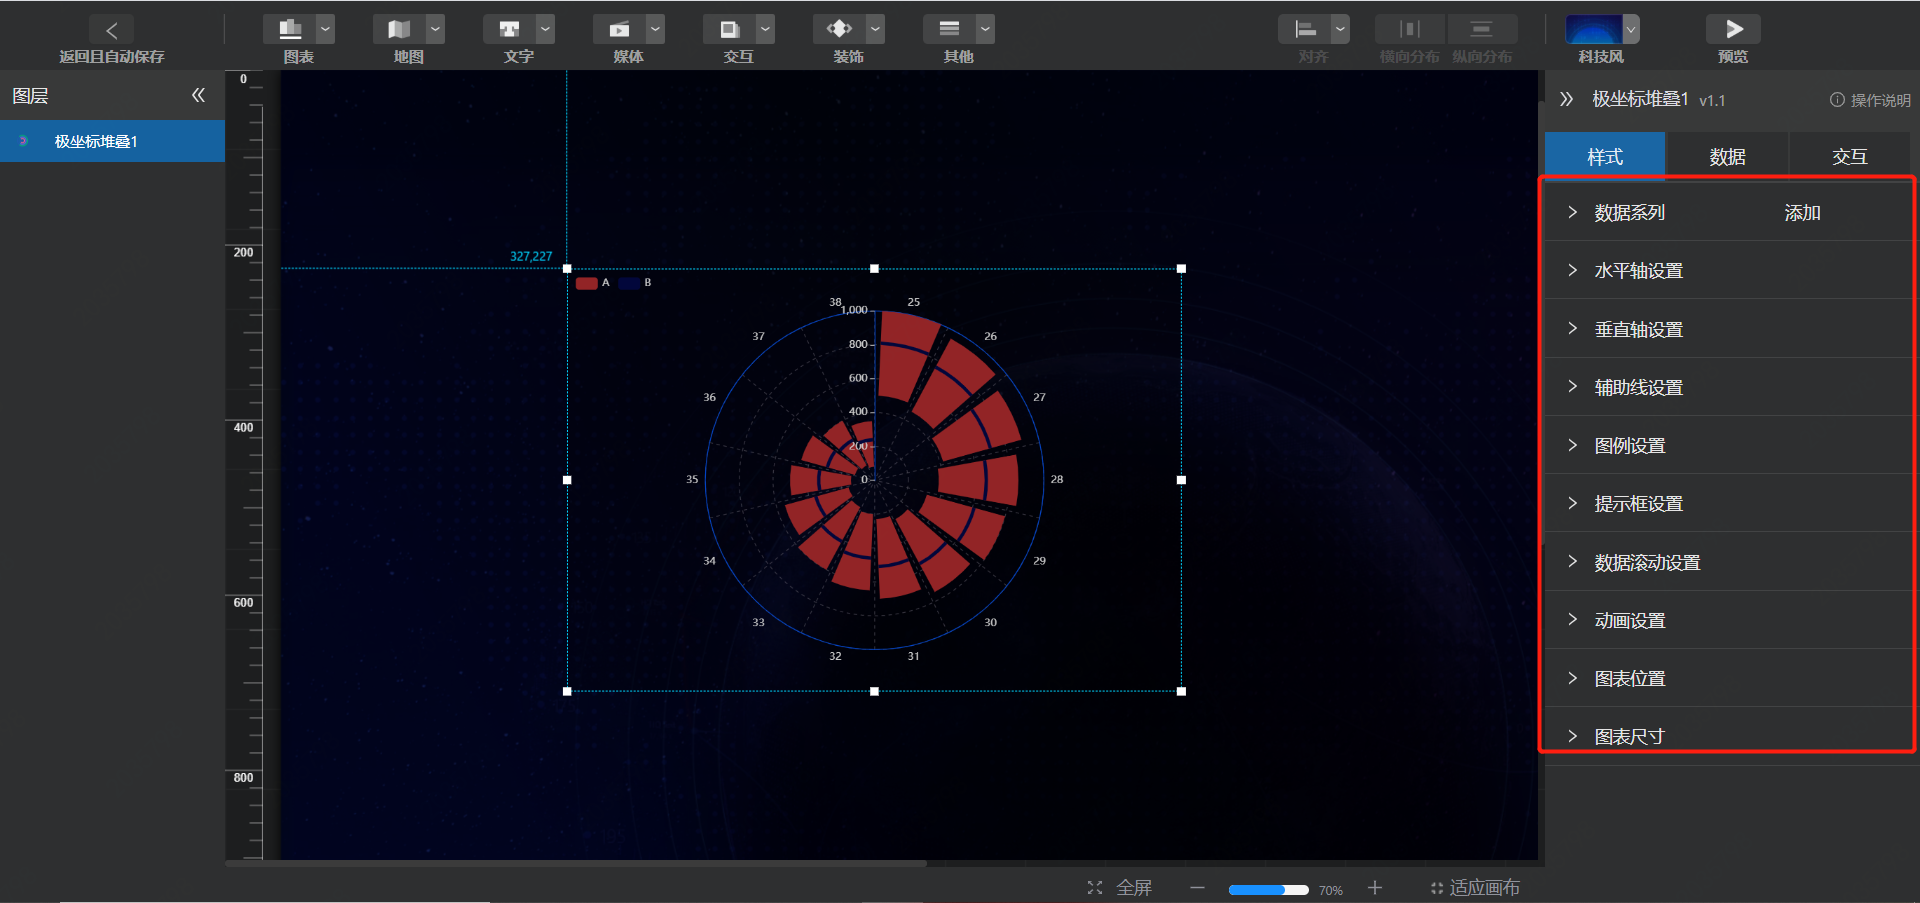 返回且自动保存
图表
地图
文字
媒体
交互
装饰
其他
对齐
横向分布
纵向分布
科技风
预览
图层
极坐标堆叠1
0
200
400
600
800
327,227
A
B
38
25
37
26
36
27
35
28
34
29
33
30
32
31
1,000
800
600
400
200
0
极坐标堆叠1 v1.1
操作说明
样式
数据
交互
数据系列
添加
水平轴设置
垂直轴设置
辅助线设置
图例设置
提示框设置
数据滚动设置
动画设置
图表位置
图表尺寸
全屏
70%
适应画布